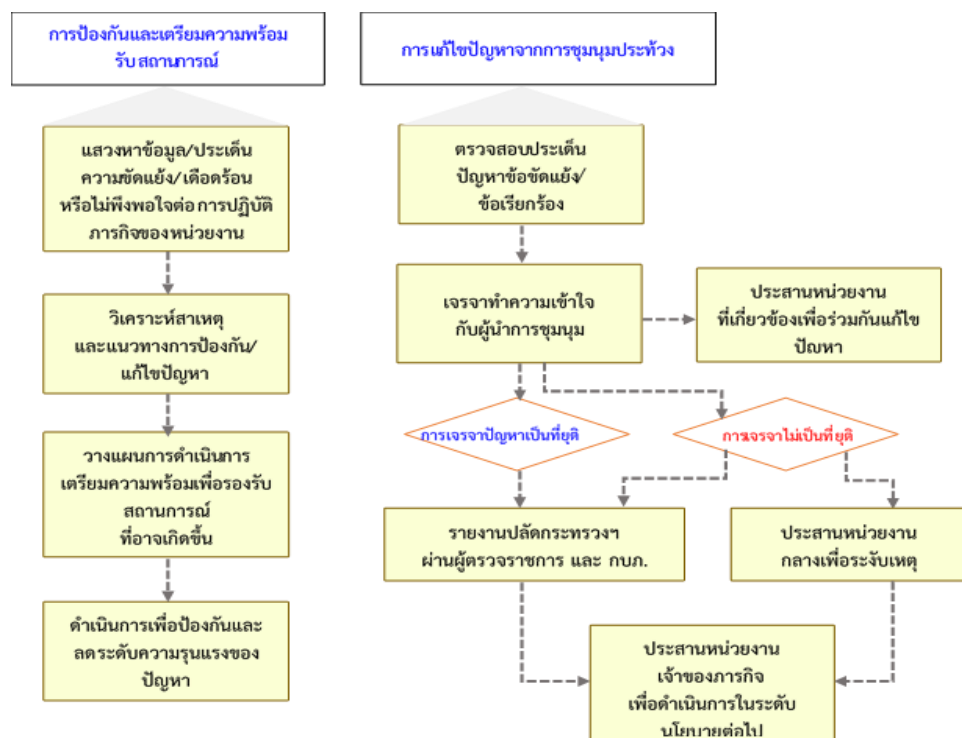 การป้องกันและเตรียมความพร้อม
รับสถานการณ์
แสวงหาข้อมูล/ประเด็น
ความขัดแย้ง/เดือดร้อน
หรือไม่พึงพอใจต่อการปฏิบัติ
ภารกิจของหน่วยงาน
วิเคราะห์สาเหตุ
และแนวทางการป้องกัน/
แก้ไขปัญหา
วางแผนการดำเนินการ
เตรียมความพร้อมเพื่อรองรับ
สถานการณ์
ที่อาจเกิดขึ้น
ดำเนินการเพื่อป้องกันและ
ลดระดับความรุนแรงของ
ปัญหา
การแก้ไขปัญหาจากการชุมนุมประท้วง
ตรวจสอบประเด็น
ปัญหาข้อขัดแย้ง/
ข้อเรียกร้อง
เจรจาทำความเข้าใจ
กับผู้นำการชุมนุม
ประสานหน่วยงาน
ที่เกี่ยวข้องเพื่อร่วมกันแก้ไข
ปัญหา
การเจรจาปัญหาเป็นที่ยุติ
การเจรจาไม่เป็นที่ยุติ
รายงานปลัดกระทรวงฯ
ผ่านผู้ตรวจราชการ และ กบภ.
ประสานหน่วยงาน
กลางเพื่อระงับเหตุ
ประสานหน่วยงาน
เจ้าของภารกิจ
เพื่อดำเนินการในระดับ
นโยบายต่อไป